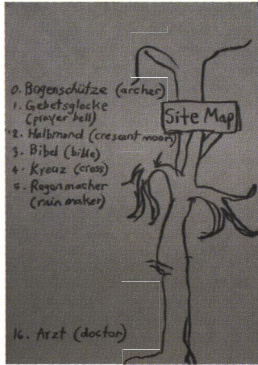 0. Bogenschütze (archer)
1. Gebetsglocke
(prayer bell)
2. Halbmond (crescent moon)
3. Bibel (bible)
4. Kreuz (cross)
5. Regenmacher
(rain maker)
16. Arzt (doctor)
Site Map